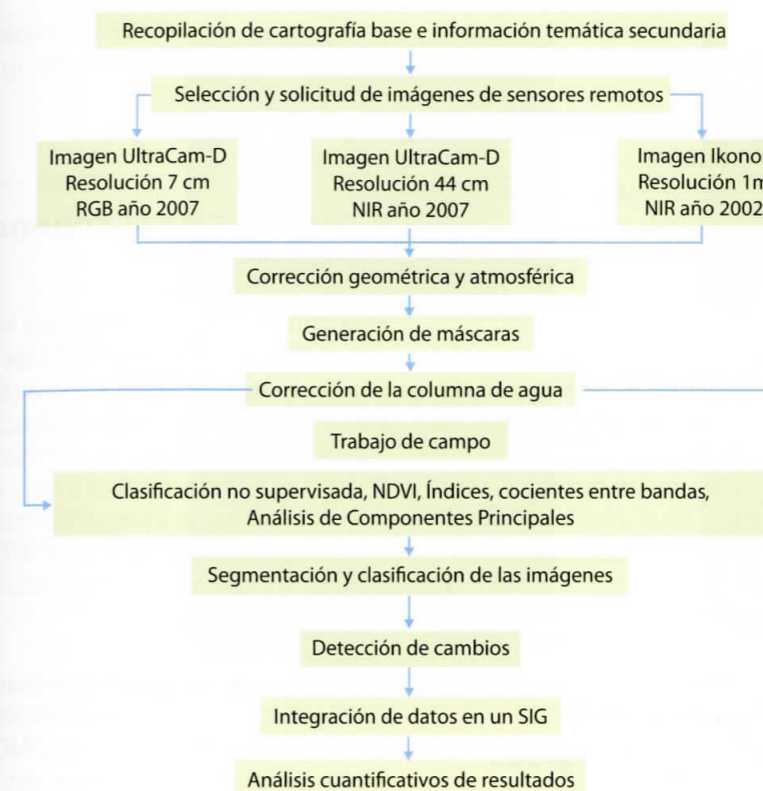 Recopilación de cartografía base e información temática secundaria
Selección y solicitud de imágenes de sensores remotos
Imagen UltraCam-D
Resolución 7 cm
RGB año 2007
Imagen UltraCam-D
Resolución 44 cm
NIR año 2007
Imagen Ikonos
Resolución 1m
NIR año 2002
Corrección geométrica y atmosférica
Generación de máscaras
Corrección de la columna de agua
Trabajo de campo
Clasificación no supervisada, NDVI, Índices, cocientes entre bandas,
Análisis de Componentes Principales
Segmentación y clasificación de las imágenes
Detección de cambios
Integración de datos en un SIG
Análisis cuantificativos de resultados